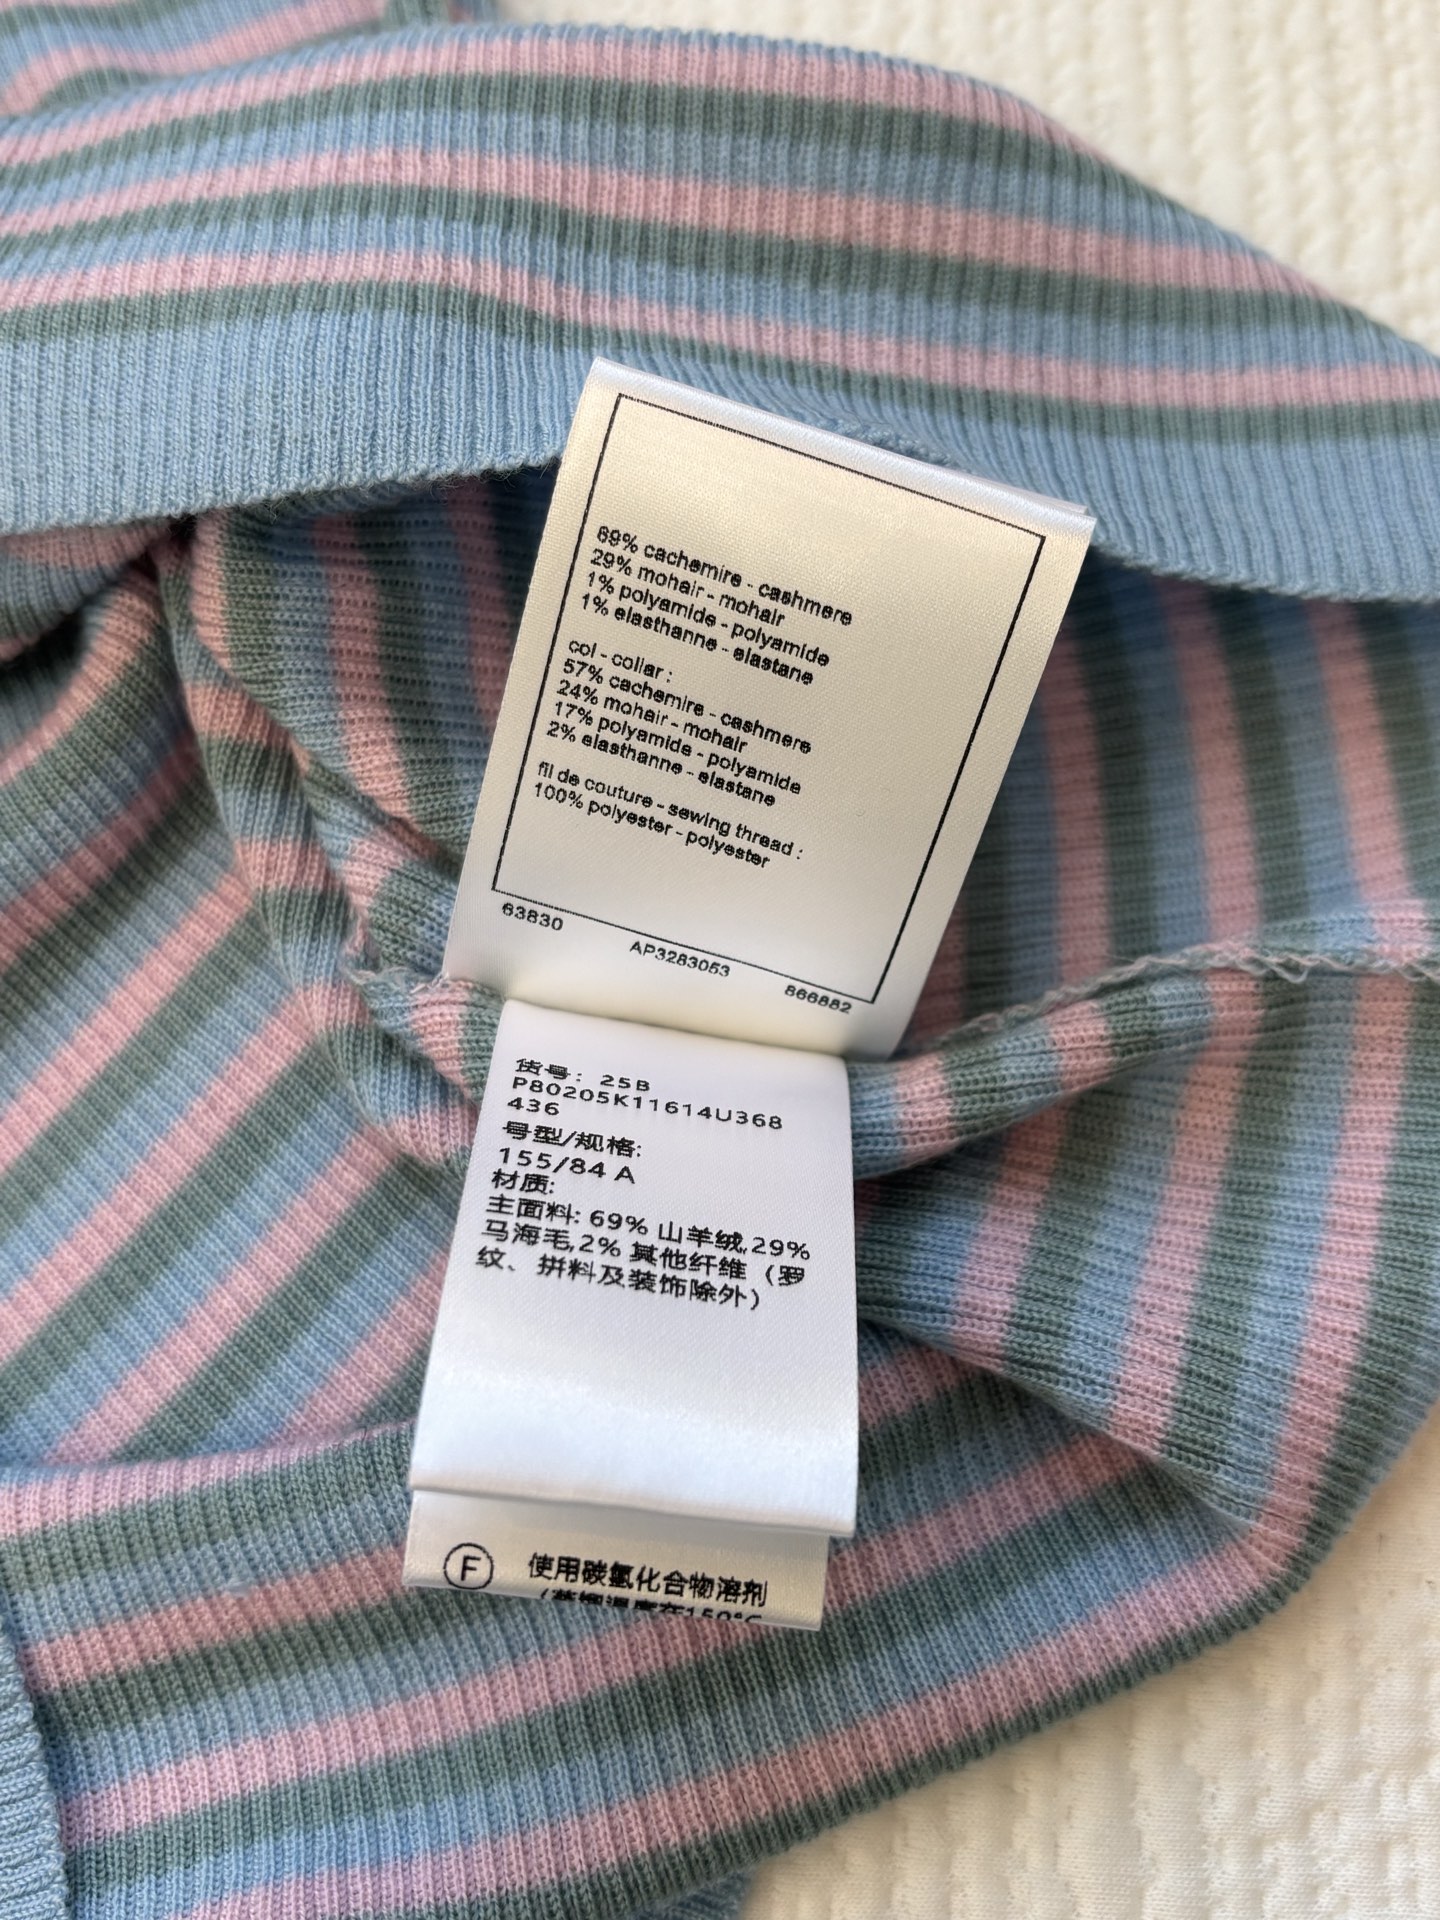 89% cachemire - cashmere
29% mohair - mohair
1% polyamide - polyamide
1% elasthanne - elastane
col - collar :
57% cachemire - cashmere
24% mohair - mohair
17% polyamide - polyamide
2% elasthanne - elastane
fil de couture - sewing thread :
100% polyester - polyester
63830 AP3283053 866882
货号: 25B
P80205K11614U368
436
号型/规格:
155/84 A
材质:
主面料: 69% 山羊绒,29%
马海毛,2% 其他纤维（罗
纹、拼料及装饰除外）
F 使用碳氢化合物溶剂
150°C